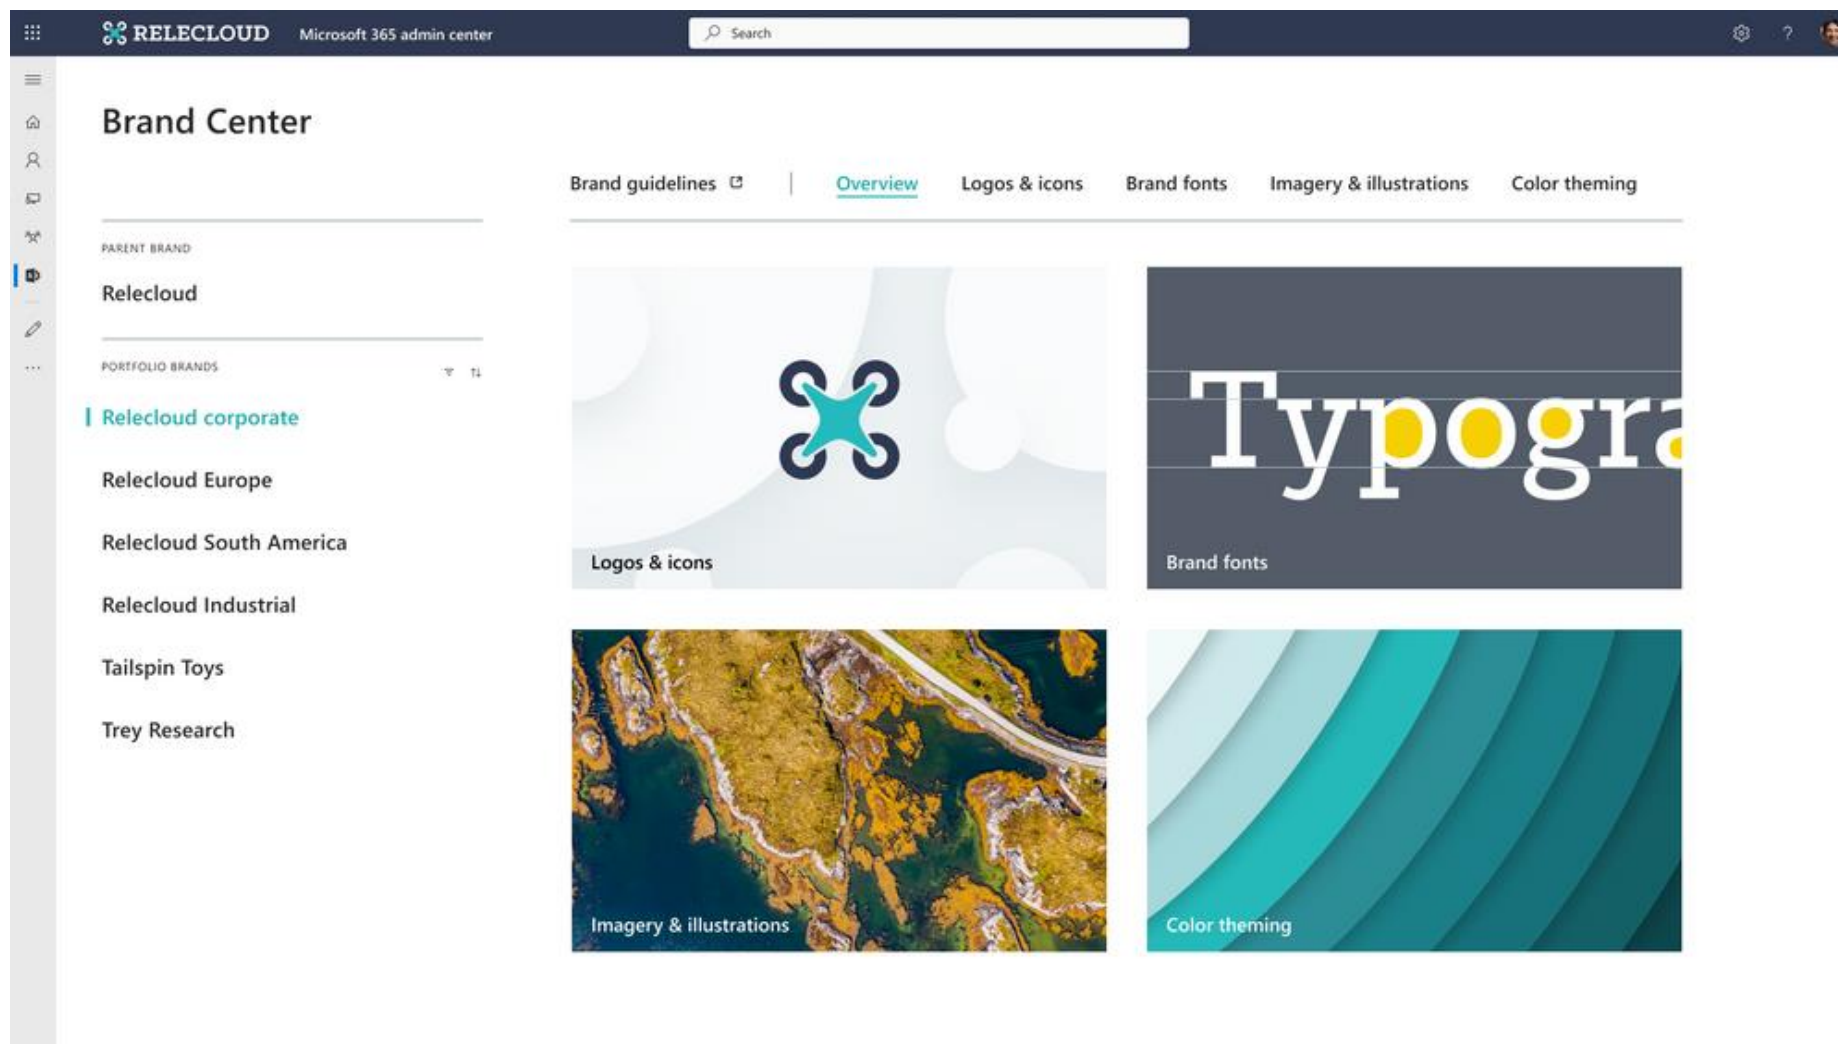 RELECLOUD Microsoft 365 admin center Search ?
Brand Center
Brand guidelines Overview Logos & icons Brand fonts Imagery & illustrations Color theming
PARENT BRAND
Relecloud
PORTFOLIO BRANDS
Relecloud corporate
Relecloud Europe
Relecloud South America
Relecloud Industrial
Tailspin Toys
Trey Research
Logos & icons
Typogra
Brand fonts
Imagery & illustrations
Color theming